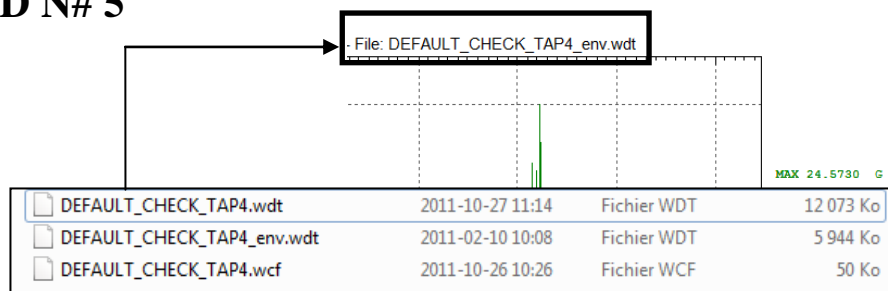 D N# 5
- File: DEFAULT_CHECK_TAP4_env.wdt
MAX 24.5730 G
DEFAULT_CHECK_TAP4.wdt 2011-10-27 11:14 Fichier WDT 12 073 Ko
DEFAULT_CHECK_TAP4_env.wdt 2011-02-10 10:08 Fichier WDT 5 944 Ko
DEFAULT_CHECK_TAP4.wcf 2011-10-26 10:26 Fichier WCF 50 Ko